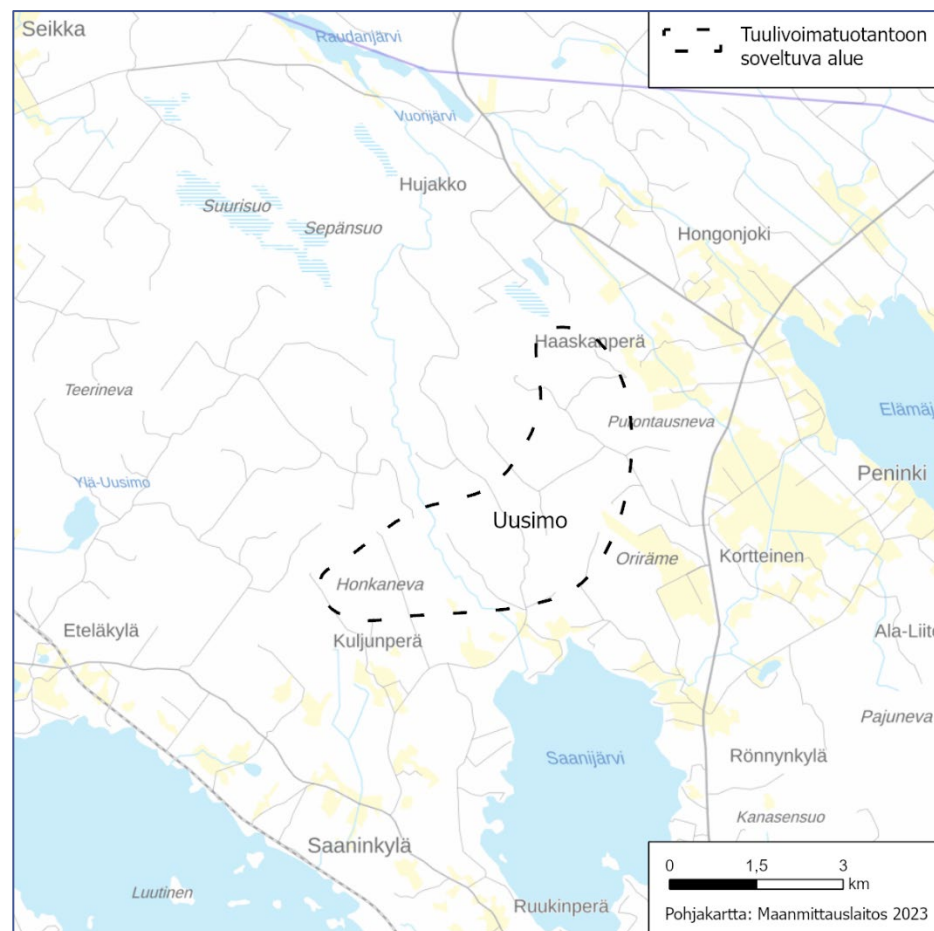 Seikka
Raudanjärvi
Tuulivoimatuotantoon
soveltuva alue
Vuonjärvi
Hujakko
Suurisuo
Sepänsuo
Hongonjoki
Haaskanperä
Teerineva
Purontausneva
Elämäj
Peninki
Ylä-Uusimo
Uusimo
Honkaneva
Oriräme
Kortteinen
Eteläkylä
Kuljunperä
Ala-Liito
Pajuneva
Saanijärvi
Rönnynkylä
Kanasensuo
Saaninkylä
Luutinen
Ruukinperä
0 1,5 3
km
Pohjakartta: Maanmittauslaitos 2023